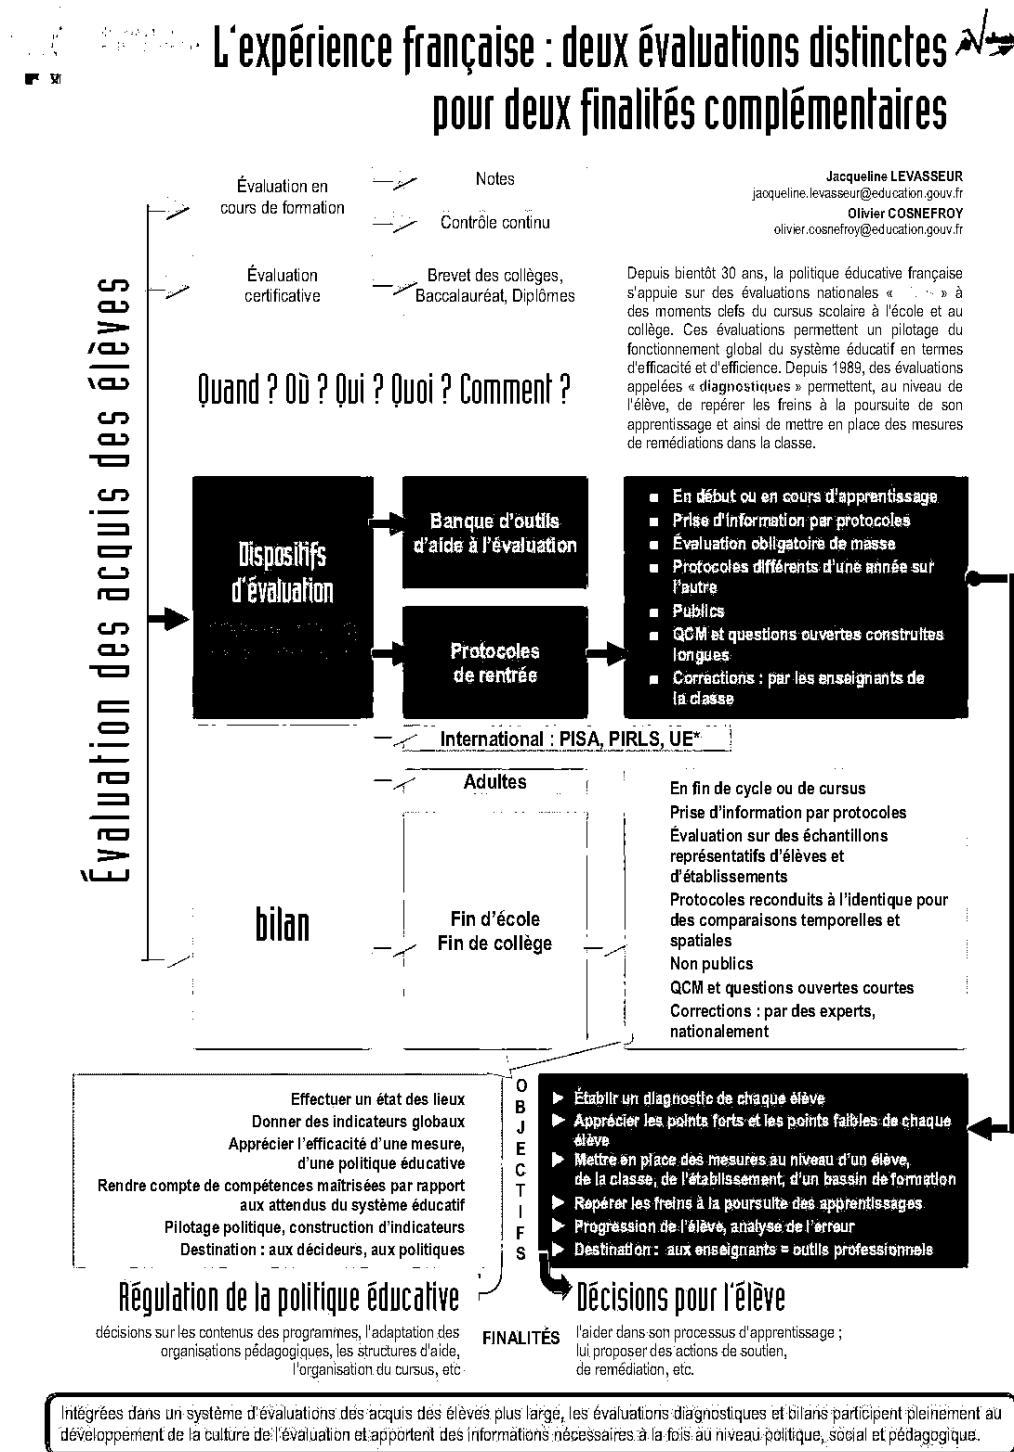 L'expérience française : deux évaluations distinctes
pour deux finalités complémentaires
Jacqueline LEVASSEUR
jacqueline.levasseur@education.gouv.fr
Olivier COSNEFROY
olivier.cosnefroy@education.gouv.fr
Évaluation des acquis des élèves
Évaluation en
cours de formation
Notes
Contrôle continu
Évaluation
certificative
Brevet des collèges,
Baccalauréat, Diplômes
Depuis bientôt 30 ans, la politique éducative française
s'appuie sur des évaluations nationales « » à
des moments clefs du cursus scolaire à l'école et au
collège. Ces évaluations permettent un pilotage du
fonctionnement global du système éducatif en termes
d'efficacité et d'efficience. Depuis 1989, des évaluations
appelées « diagnostiques » permettent, au niveau de
l'élève, de repérer les freins à la poursuite de son
apprentissage et ainsi de mettre en place des mesures
de remédiations dans la classe.
Quand ? Où ? Qui ? Quoi ? Comment ?
Dispositifs
d'évaluation
Banque d'outils
d'aide à l'évaluation
Protocoles
de rentrée
■ En début ou en cours d'apprentissage
■ Prise d'information par protocoles
■ Évaluation obligatoire de masse
■ Protocoles différents d'une année sur
l'autre
■ Publics
■ QCM et questions ouvertes construites
longues
■ Corrections : par les enseignants de
la classe
International : PISA, PIRLS, UE*
Adultes
bilan
Fin d'école
Fin de collège
En fin de cycle ou de cursus
Prise d'information par protocoles
Évaluation sur des échantillons
représentatifs d'élèves et
d'établissements
Protocoles reconduits à l'identique pour
des comparaisons temporelles et
spatiales
Non publics
QCM et questions ouvertes courtes
Corrections : par des experts,
nationalement
OBJECTIFS
Effectuer un état des lieux
Donner des indicateurs globaux
Apprécier l'efficacité d'une mesure,
d'une politique éducative
Rendre compte de compétences maîtrisées par rapport
aux attendus du système éducatif
Pilotage politique, construction d'indicateurs
Destination : aux décideurs, aux politiques
▶ Établir un diagnostic de chaque élève
▶ Apprécier les points forts et les points faibles de chaque
élève
▶ Mettre en place des mesures au niveau d'un élève,
de la classe, de l'établissement, d'un bassin de formation
▶ Repérer les freins à la poursuite des apprentissages
▶ Progression de l'élève, analyse de l'erreur
▶ Destination : aux enseignants = outils professionnels
Régulation de la politique éducative
décisions sur les contenus des programmes, l'adaptation des
organisations pédagogiques, les structures d'aide,
l'organisation du cursus, etc
FINALITÉS
Décisions pour l'élève
l'aider dans son processus d'apprentissage ;
lui proposer des actions de soutien,
de remédiation, etc.
Intégrées dans un système d'évaluations des acquis des élèves plus large, les évaluations diagnostiques et bilans participent pleinement au
développement de la culture de l'évaluation et apportent des informations nécessaires à la fois au niveau politique, social et pédagogique.